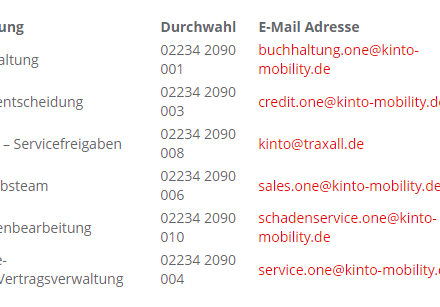 ung Durchwahl E-Mail Adresse
altung 02234 2090 001 buchhaltung.one@kinto-mobility.de
entscheidung 02234 2090 003 credit.one@kinto-mobility.de
– Servicefreigaben 02234 2090 008 kinto@traxall.de
bsteam 02234 2090 006 sales.one@kinto-mobility.de
enbearbeitung 02234 2090 010 schadenservice.one@kinto-mobility.de
e-
Vertragsverwaltung 02234 2090 004 service.one@kinto-mobility.d